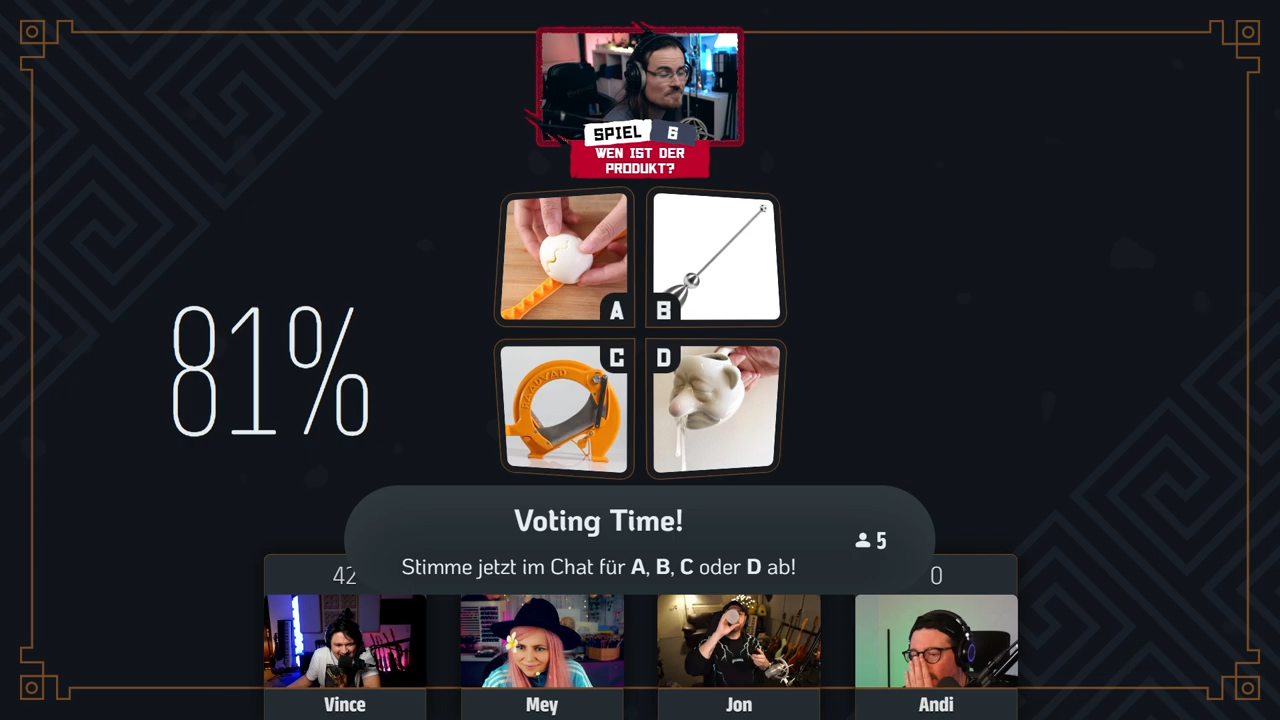 SPIEL 6
WEN IST DER
PRODUKT?
A
B
C
D
RAADVAD
81%
Voting Time!
5
Stimme jetzt im Chat für A, B, C oder D ab!
42
0
Vince
Mey
Jon
Andi